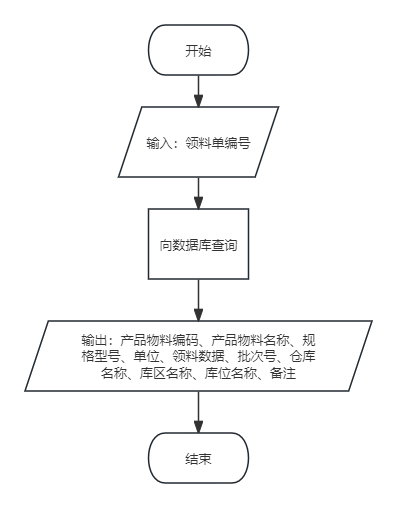 开始
输入：领料单编号
向数据库查询
输出：产品物料编码、产品物料名称、规
格型号、单位、领料数据、批次号、仓库
名称、库区名称、库位名称、备注
结束